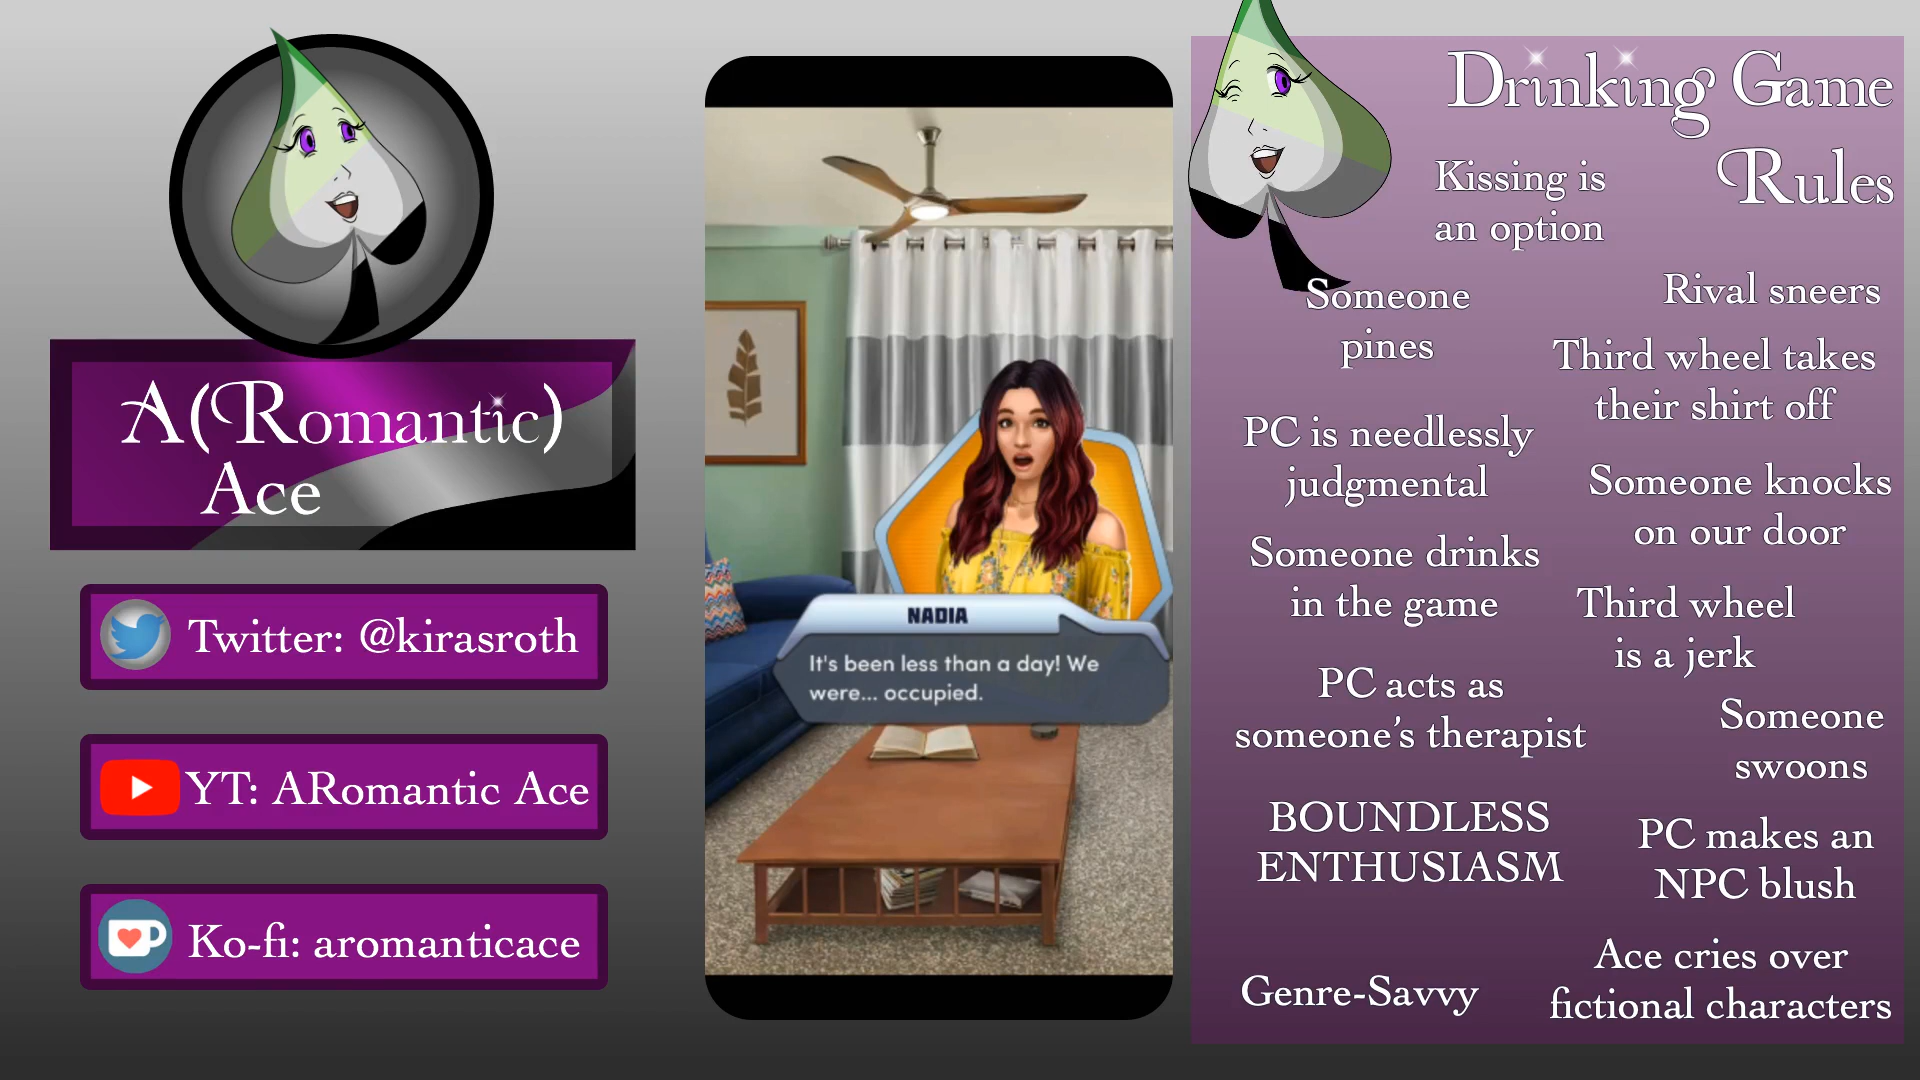 A(Romantic)
Ace
Twitter: @kirasroth
YT: ARomantic Ace
Ko-fi: aromanticace
NADIA
It's been less than a day! We
were... occupied.
Drinking Game
Rules
Kissing is
an option
Someone
pines
Rival sneers
Third wheel takes
their shirt off
PC is needlessly
judgmental
Someone knocks
on our door
Someone drinks
in the game
Third wheel
is a jerk
PC acts as
someone's therapist
Someone
swoons
BOUNDLESS
ENTHUSIASM
PC makes an
NPC blush
Genre-Savvy
Ace cries over
fictional characters